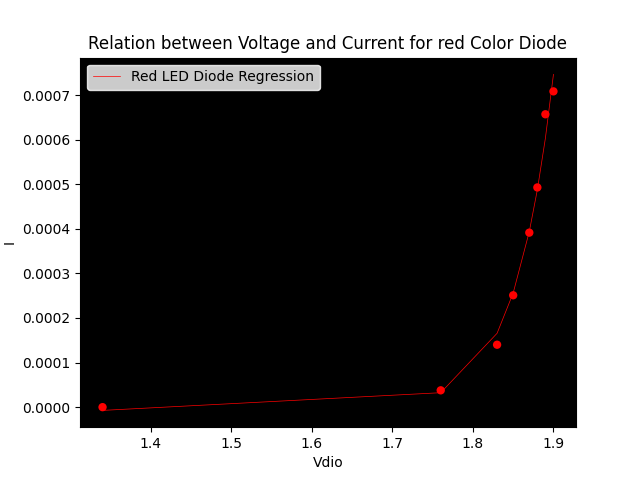 Relation between Voltage and Current for red Color Diode
Red LED Diode Regression
0.0007
0.0006
0.0005
0.0004
0.0003
0.0002
0.0001
0.0000
I
1.4 1.5 1.6 1.7 1.8 1.9
Vdio